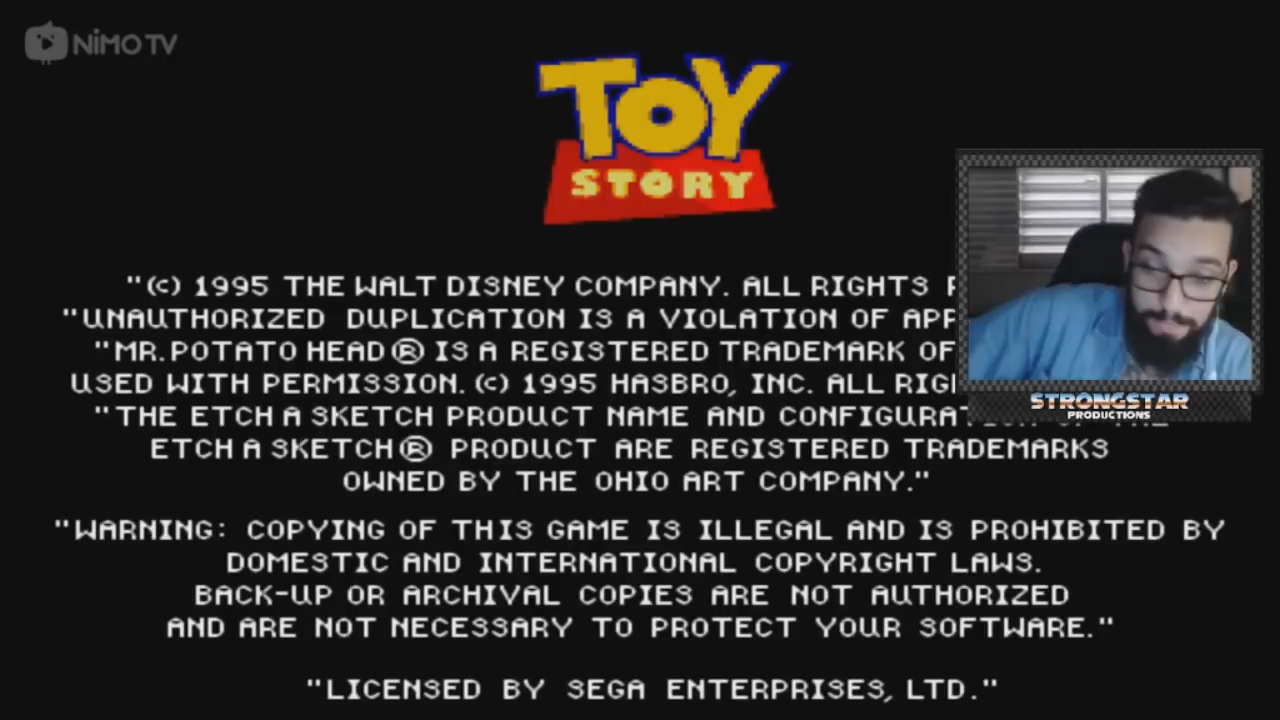 NiMO TV
TOY
STORY
"(C) 1995 THE WALT DISNEY COMPANY. ALL RIGHTS
"UNAUTHORIZED DUPLICATION IS A VIOLATION OF
"MR. POTATO HEAD® IS A REGISTERED TRADEMARK OF
USED WITH PERMISSION. (C) 1995 HASBRO, INC. ALL
"THE ETCH A SKETCH PRODUCT NAME AND
ETCH A SKETCH® PRODUCT ARE REGISTERED TRADEMARKS
OWNED BY THE OHIO ART COMPANY."
"WARNING: COPYING OF THIS GAME IS ILLEGAL AND IS PROHIBITED BY
DOMESTIC AND INTERNATIONAL COPYRIGHT LAWS.
BACK-UP OR ARCHIVAL COPIES ARE NOT AUTHORIZED
AND ARE NOT NECESSARY TO PROTECT YOUR SOFTWARE."
"LICENSED BY SEGA ENTERPRISES, LTD."
STRONGSTAR
PRODUCTIONS